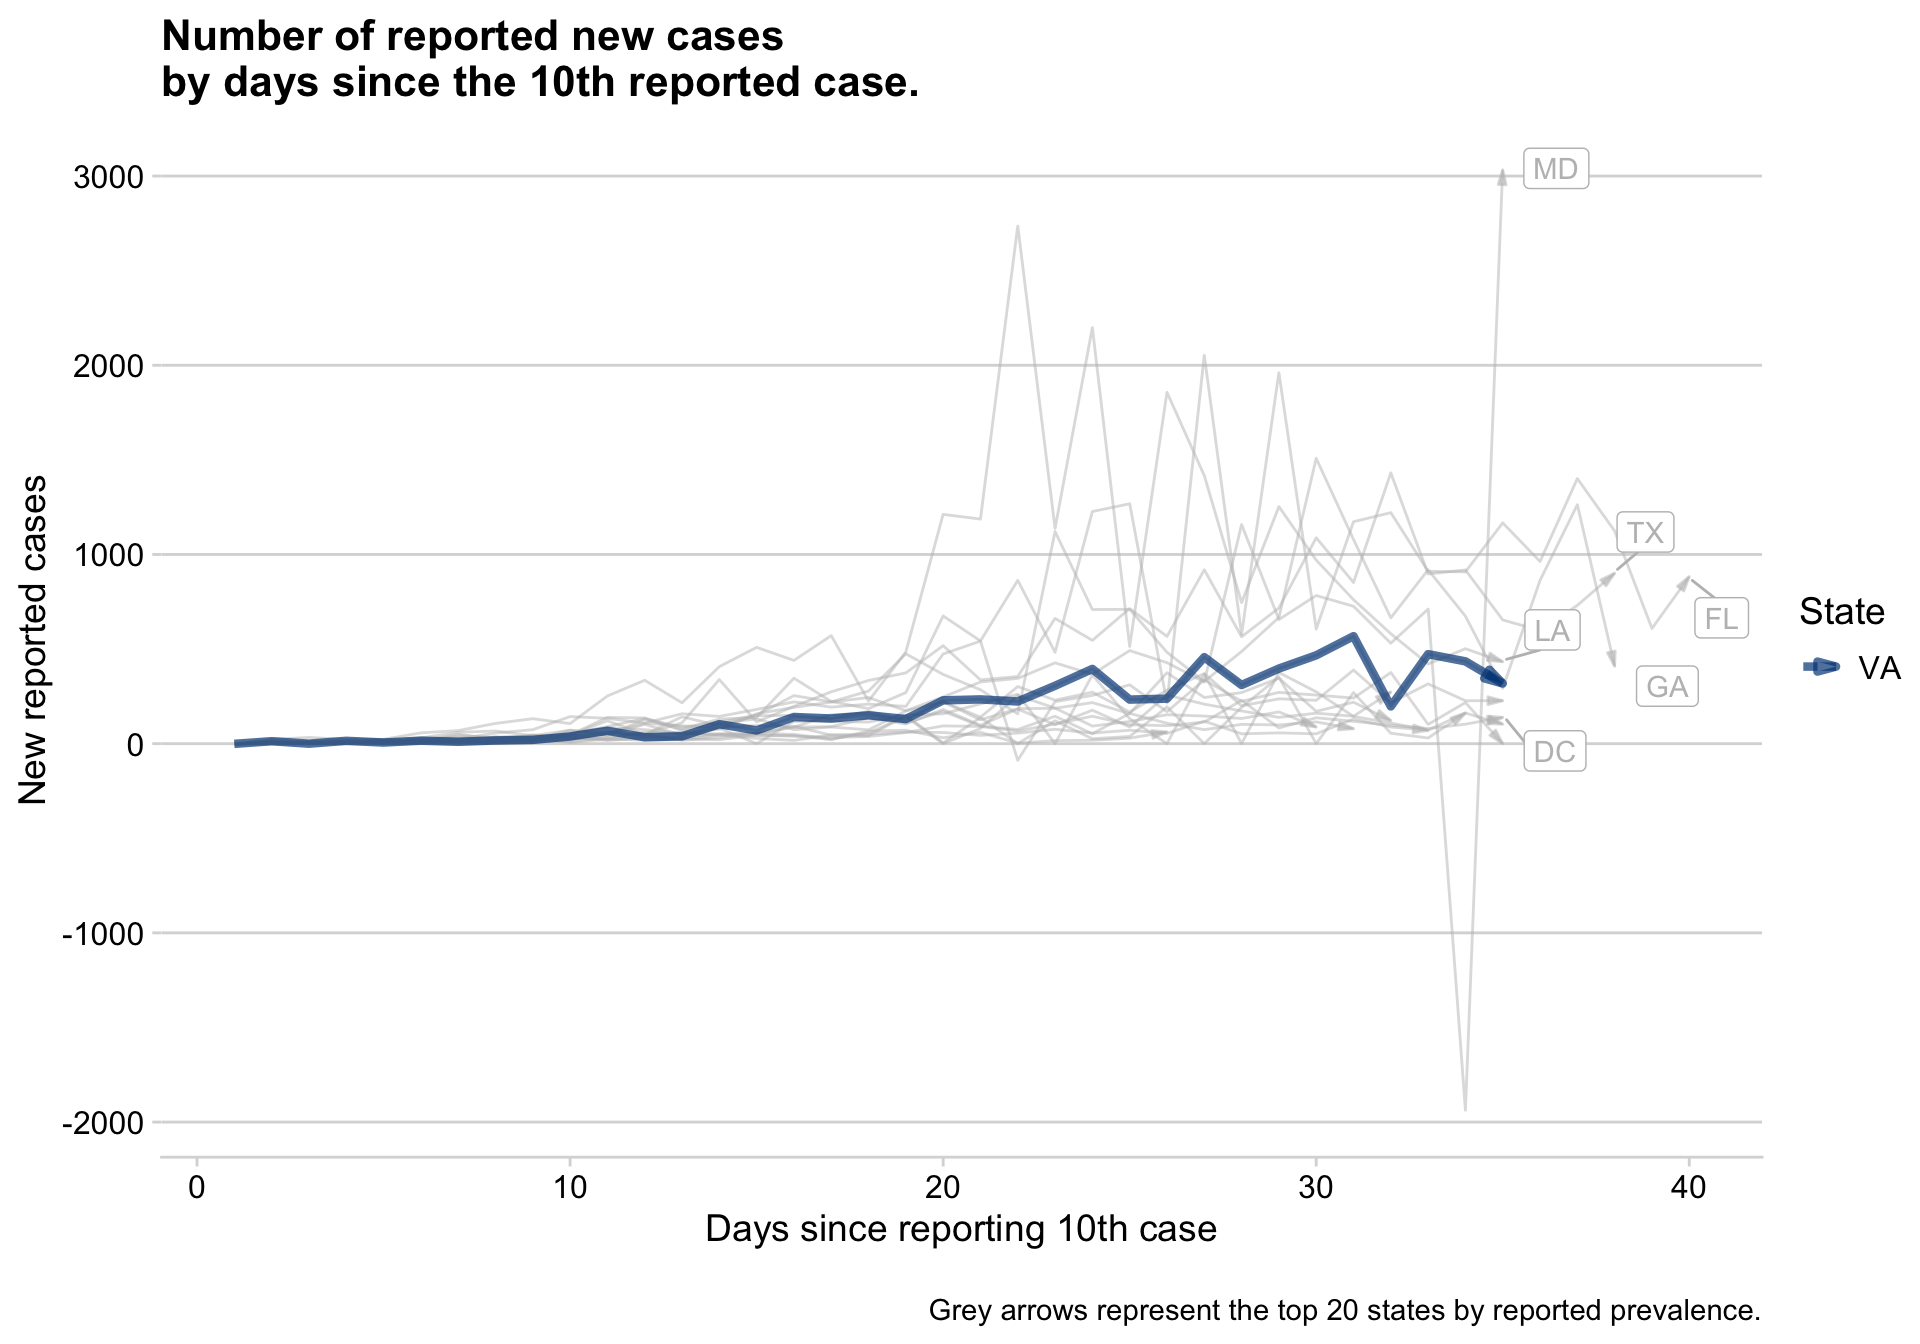 Number of reported new cases
by days since the 10th reported case.
New reported cases
3000
2000
1000
0
-1000
-2000
MD
TX
FL
LA
GA
DC
State
VA
0
10
20
30
40
Days since reporting 10th case
Grey arrows represent the top 20 states by reported prevalence.